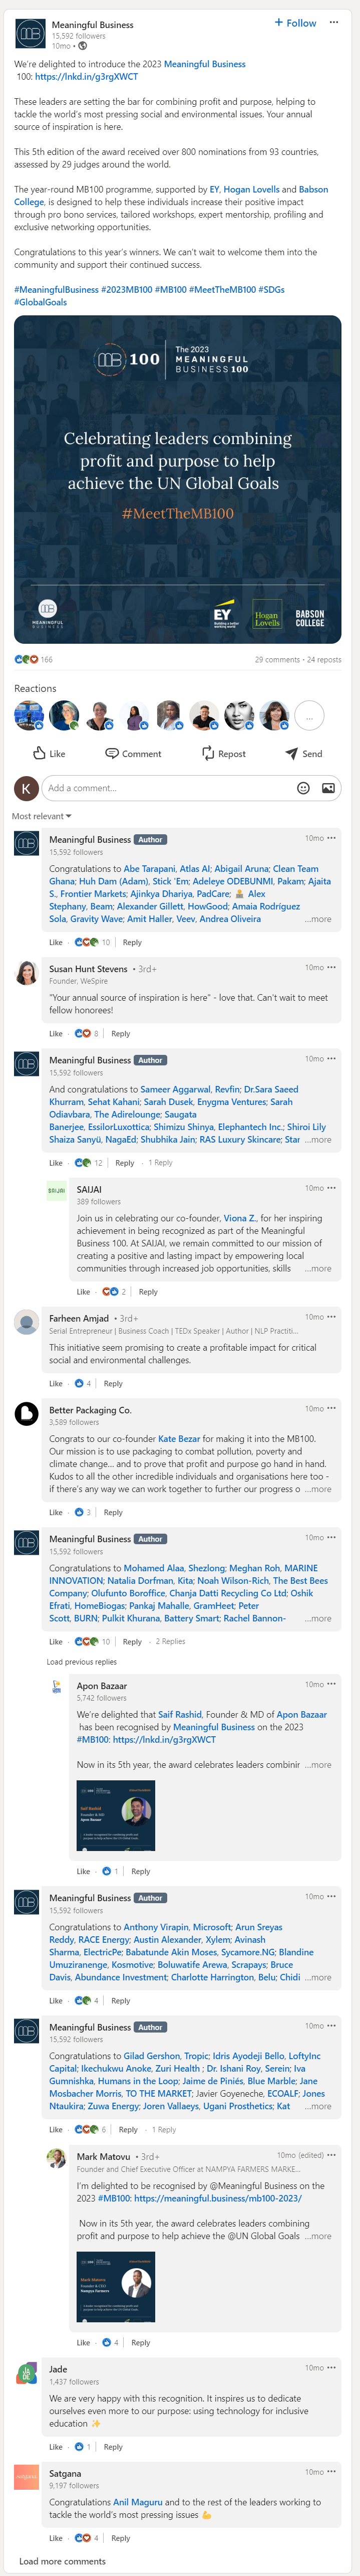 Meaningful Business
+ Follow ...
15,592 followers
10mo •
We're delighted to introduce the 2023 Meaningful Business
100: https://lnkd.in/g3rgXWCT
These leaders are setting the bar for combining profit and purpose, helping to
tackle the world's most pressing social and environmental issues. Your annual
source of inspiration is here.
This 5th edition of the award received over 800 nominations from 93 countries,
assessed by 29 judges around the world.
The year-round MB100 programme, supported by EY, Hogan Lovells and Babson
College, is designed to help these individuals increase their positive impact
through pro bono services, tailored workshops, expert mentorship, profiling and
exclusive networking opportunities.
Congratulations to this year's winners. We can't wait to welcome them into the
community and support their continued success.
#MeaningfulBusiness #2023MB100 #MB100 #MeetTheMB100 #SDGs
#GlobalGoals
100
The 2023
MEANINGFUL
BUSINESS 100
Celebrating leaders combining
profit and purpose to help
achieve the UN Global Goals
#MeetTheMB100
MEANINGFUL
BUSINESS
EY
Building a better
working world
Hogan
Lovells
BABSON
COLLEGE
166
29 comments · 24 reposts
Reactions
...
Like Comment Repost Send
K
Add a comment...
Most relevant
Meaningful Business Author 10mo ...
15,592 followers
Congratulations to Abe Tarapani, Atlas AI; Abigail Aruna; Clean Team
Ghana; Huh Dam (Adam), Stick 'Em; Adeleye ODEBUNMI, Pakam; Ajaita
S., Frontier Markets; Ajinkya Dhariya, PadCare; Alex
Stephany, Beam; Alexander Gillett, HowGood; Amaia Rodríguez
Sola, Gravity Wave; Amit Haller, Veev, Andrea Oliveira ...more
Like · 10 | Reply
Susan Hunt Stevens • 3rd+ 10mo ...
Founder, WeSpire
"Your annual source of inspiration is here" - love that. Can't wait to meet
fellow honorees!
Like · 8 | Reply
Meaningful Business Author 10mo ...
15,592 followers
And congratulations to Sameer Aggarwal, Revfin; Dr.Sara Saeed
Khurram, Sehat Kahani; Sarah Dusek, Enygma Ventures; Sarah
Odiavbara, The Adirelounge; Saugata
Banerjee, EssilorLuxottica; Shimizu Shinya, Elephantech Inc.; Shiroi Lily
Shaiza Sanyü, NagaEd; Shubhika Jain; RAS Luxury Skincare; Star ...more
Like · 12 | Reply · 1 Reply
SAIJAI
SAIJAI 10mo ...
389 followers
Join us in celebrating our co-founder, Viona Z., for her inspiring
achievement in being recognized as part of the Meaningful
Business 100. At SAIJAI, we remain committed to our mission of
creating a positive and lasting impact by empowering local
communities through increased job opportunities, skills ...more
Like · 2 | Reply
Farheen Amjad • 3rd+ 10mo ...
Serial Entrepreneur | Business Coach | TEDx Speaker | Author | NLP Practiti...
This initiative seem promising to create a profitable impact for critical
social and environmental challenges.
Like · 4 | Reply
Better Packaging Co. 10mo ...
3,589 followers
Congrats to our co-founder Kate Bezar for making it into the MB100.
Our mission is to use packaging to combat pollution, poverty and
climate change... and to prove that profit and purpose go hand in hand.
Kudos to all the other incredible individuals and organisations here too -
if there's any way we can work together to further our progress o ...more
Like · 3 | Reply
Meaningful Business Author 10mo ...
15,592 followers
Congratulations to Mohamed Alaa, Shezlong; Meghan Roh, MARINE
INNOVATION; Natalia Dorfman, Kita; Noah Wilson-Rich, The Best Bees
Company; Olufunto Boroffice, Chanja Datti Recycling Co Ltd; Oshik
Efrati, HomeBiogas; Pankaj Mahalle, GramHeet; Peter
Scott, BURN; Pulkit Khurana, Battery Smart; Rachel Bannon- ...more
Like · 10 | Reply · 2 Replies
Load previous replies
Apon Bazaar 10mo ...
5,742 followers
We're delighted that Saif Rashid, Founder & MD of Apon Bazaar
has been recognised by Meaningful Business on the 2023
#MB100: https://lnkd.in/g3rgXWCT
Now in its 5th year, the award celebrates leaders combinir ...more
Saif Rashid
Founder & MD
Apon Bazaar
Like · 1 | Reply
Meaningful Business Author 10mo ...
15,592 followers
Congratulations to Anthony Virapin, Microsoft; Arun Sreyas
Reddy, RACE Energy; Austin Alexander, Xylem; Avinash
Sharma, ElectricPe; Babatunde Akin Moses, Sycamore.NG; Blandine
Umuziranenge, Kosmotive; Boluwatife Arewa, Scrapays; Bruce
Davis, Abundance Investment; Charlotte Harrington, Belu; Chidi ...more
Like · 4 | Reply
Meaningful Business Author 10mo ...
15,592 followers
Congratulations to Gilad Gershon, Tropic; Idris Ayodeji Bello, LoftyInc
Capital; Ikechukwu Anoke, Zuri Health ; Dr. Ishani Roy, Serein; Iva
Gumnishka, Humans in the Loop; Jaime de Piniés, Blue Marble; Jane
Mosbacher Morris, TO THE MARKET; Javier Goyeneche, ECOALF; Jones
Ntaukira; Zuwa Energy; Joren Vallaeys, Ugani Prosthetics; Kat ...more
Like · 6 | Reply · 1 Reply
Mark Matovu • 3rd+ 10mo (edited) ...
Founder and Chief Executive Officer at NAMPYA FARMERS MARKE...
I'm delighted to be recognised by @Meaningful Business on the
2023 #MB100: https://meaningful.business/mb100-2023/
Now in its 5th year, the award celebrates leaders combining
profit and purpose to help achieve the @UN Global Goals ...more
Mark Matovu
Founder & CEO
Nampya Farmers
Like · 4 | Reply
Jade 10mo ...
1,437 followers
We are very happy with this recognition. It inspires us to dedicate
ourselves even more to our purpose: using technology for inclusive
education ✨
Like · 1 | Reply
Satgana 10mo ...
9,197 followers
Congratulations Anil Maguru and to the rest of the leaders working to
tackle the world's most pressing issues 💪
Like · 4 | Reply
Load more comments